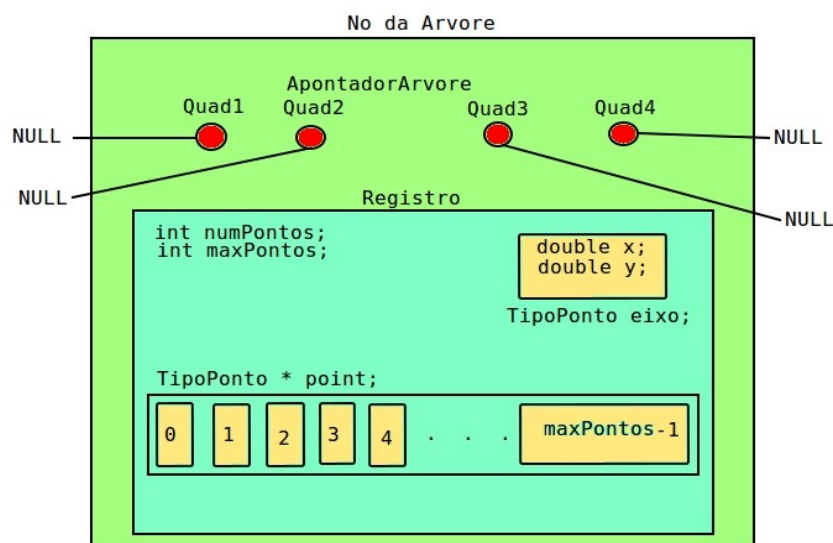 No da Arvore
ApontadorArvore
Quad1 Quad2 Quad3 Quad4
NULL NULL
NULL NULL
Registro
int numPontos;
int maxPontos;
double x;
double y;
TipoPonto eixo;
TipoPonto * point;
0 1 2 3 4 . . . maxPontos-1